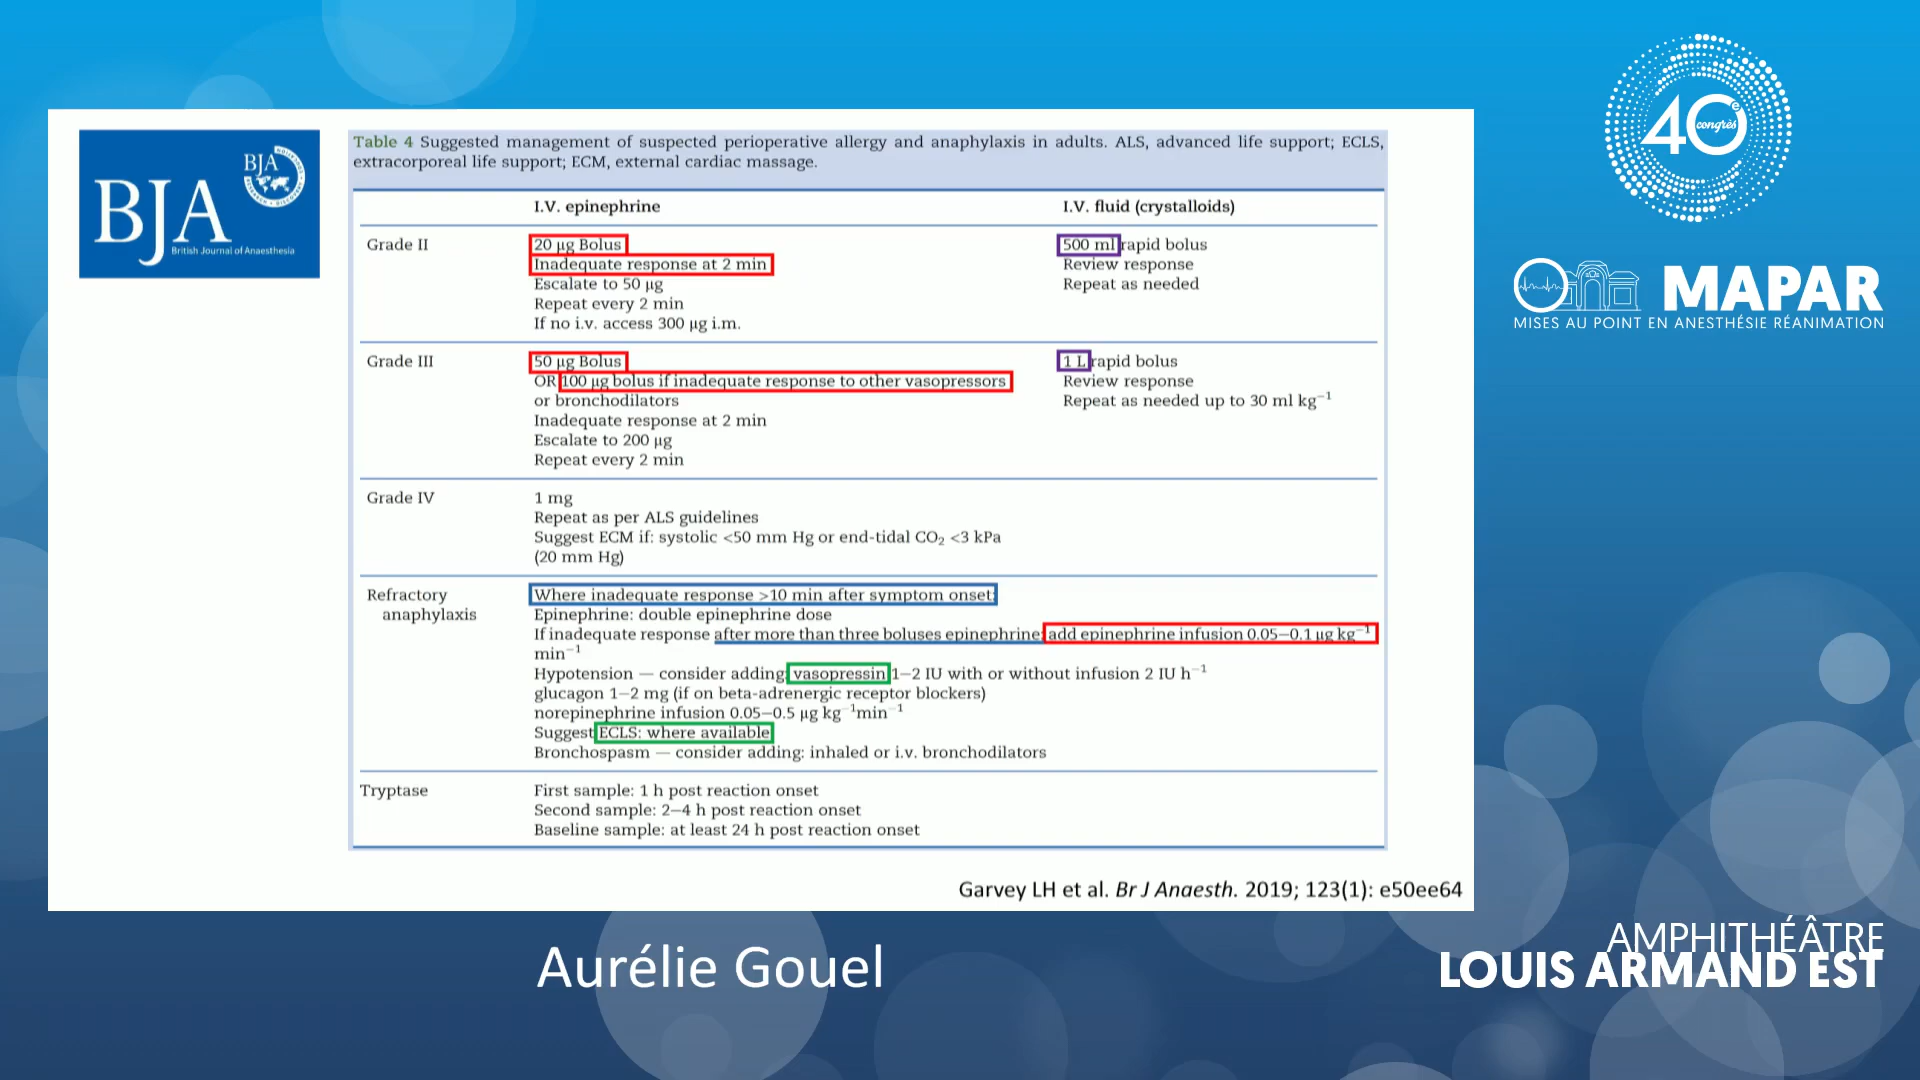 BJA
BJA
British Journal of Anaesthesia
Table 4 Suggested management of suspected perioperative allergy and anaphylaxis in adults. ALS, advanced life support; ECLS,
extracorporeal life support; ECM, external cardiac massage.
I.V. epinephrine I.V. fluid (crystalloids)
Grade II 20 µg Bolus 500 ml rapid bolus
Inadequate response at 2 min Review response
Escalate to 50 µg Repeat as needed
Repeat every 2 min
If no i.v. access 300 µg i.m.
Grade III 50 µg Bolus 1 L rapid bolus
OR 100 µg bolus if inadequate response to other vasopressors Review response
or bronchodilators Repeat as needed up to 30 ml kg⁻¹
Inadequate response at 2 min
Escalate to 200 µg
Repeat every 2 min
Grade IV 1 mg
Repeat as per ALS guidelines
Suggest ECM if: systolic <50 mm Hg or end-tidal CO₂ <3 kPa
(20 mm Hg)
Refractory Where inadequate response >10 min after symptom onset:
anaphylaxis Epinephrine: double epinephrine dose
If inadequate response after more than three boluses epinephrine: add epinephrine infusion 0.05–0.1 µg kg⁻¹
min⁻¹
Hypotension — consider adding: vasopressin 1–2 IU with or without infusion 2 IU h⁻¹
glucagon 1–2 mg (if on beta-adrenergic receptor blockers)
norepinephrine infusion 0.05–0.5 µg kg⁻¹min⁻¹
Suggest ECLS: where available
Bronchospasm — consider adding: inhaled or i.v. bronchodilators
Tryptase First sample: 1 h post reaction onset
Second sample: 2–4 h post reaction onset
Baseline sample: at least 24 h post reaction onset
Garvey LH et al. Br J Anaesth. 2019; 123(1): e50ee64
40e congrès
MAPAR
MISES AU POINT EN ANESTHÉSIE RÉANIMATION
Aurélie Gouel
AMPHITHÉÂTRE
LOUIS ARMAND EST